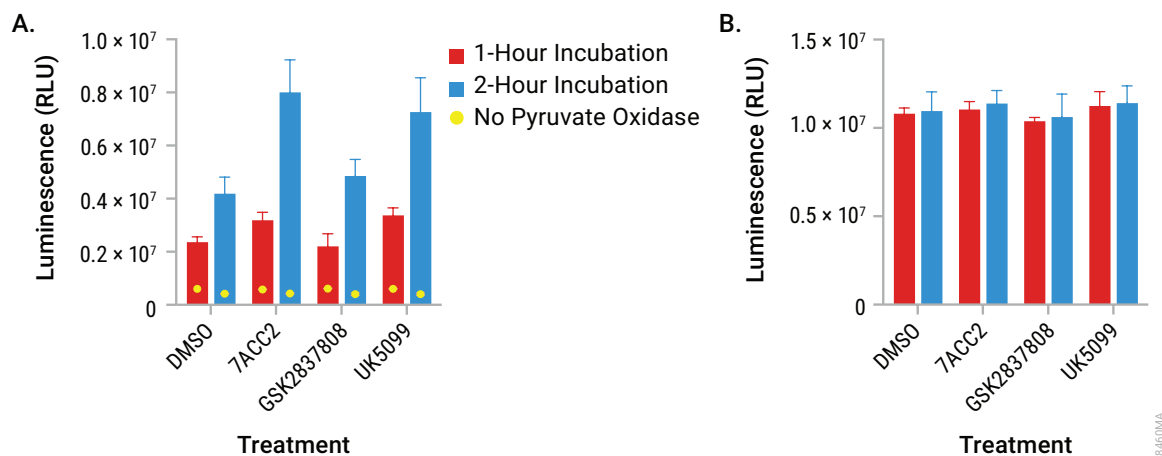 A.
Luminescence (RLU)
1.0 × 10⁷
0.8 × 10⁷
0.6 × 10⁷
0.4 × 10⁷
0.2 × 10⁷
0
DMSO
7ACC2
GSK2837808
UK5099
Treatment
1-Hour Incubation
2-Hour Incubation
No Pyruvate Oxidase
B.
Luminescence (RLU)
1.5 × 10⁷
1.0 × 10⁷
0.5 × 10⁷
0
DMSO
7ACC2
GSK2837808
UK5099
Treatment
8460MA